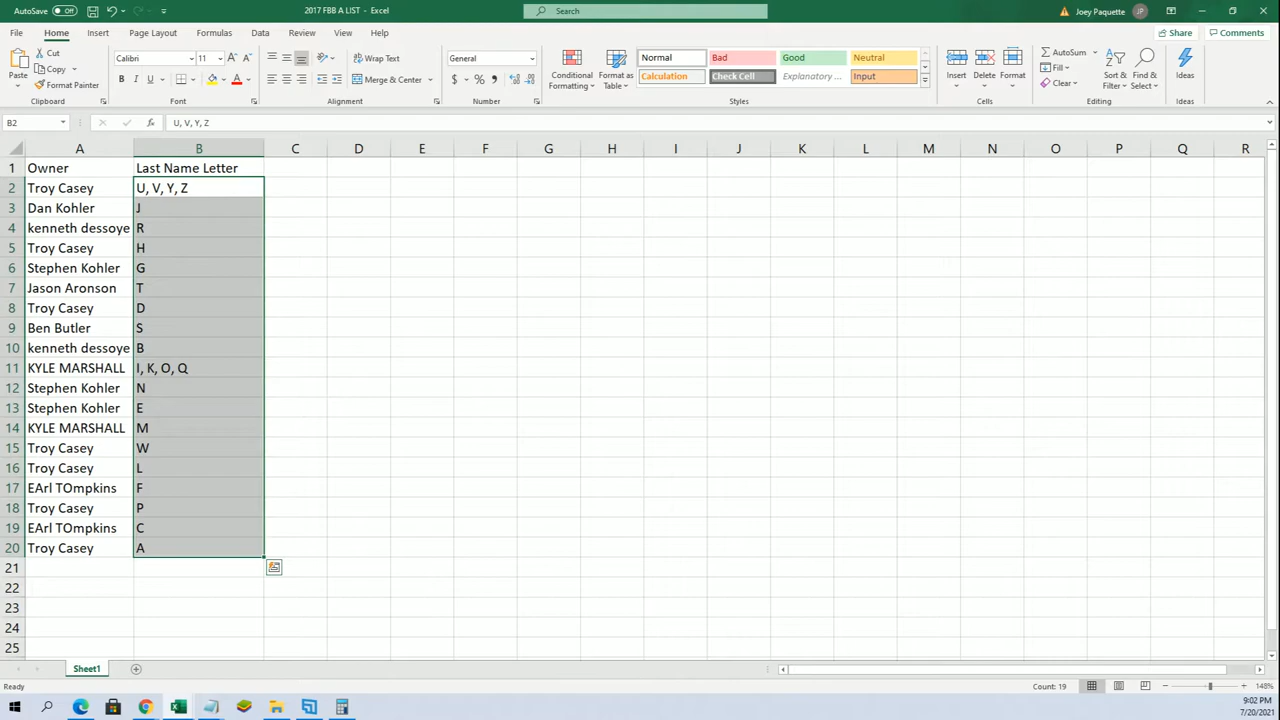 AutoSave Off
2017 FBB A LIST - Excel
Search
Joey Paquette JP
File Home Insert Page Layout Formulas Data Review View Help
Share Comments
Paste Cut Copy Format Painter Clipboard
Calibri 11 A A B I U A Font
Wrap Text Merge & Center Alignment
General $ % , Number
Conditional Formatting Format as Table
Normal Bad Good Neutral
Calculation Check Cell Explanatory ... Input
Styles
Insert Delete Format Cells
AutoSum Fill Clear Sort & Filter Find & Select Editing
Ideas Ideas
B2 fx U, V, Y, Z
A B C D E F G H I J K L M N O P Q R
1 Owner Last Name Letter
2 Troy Casey U, V, Y, Z
3 Dan Kohler J
4 kenneth dessoye R
5 Troy Casey H
6 Stephen Kohler G
7 Jason Aronson T
8 Troy Casey D
9 Ben Butler S
10 kenneth dessoye B
11 KYLE MARSHALL I, K, O, Q
12 Stephen Kohler N
13 Stephen Kohler E
14 KYLE MARSHALL M
15 Troy Casey W
16 Troy Casey L
17 EArl TOmpkins F
18 Troy Casey P
19 EArl TOmpkins C
20 Troy Casey A
21
22
23
24
25
Sheet1
Ready Count: 19 148%
9:02 PM
7/20/2021